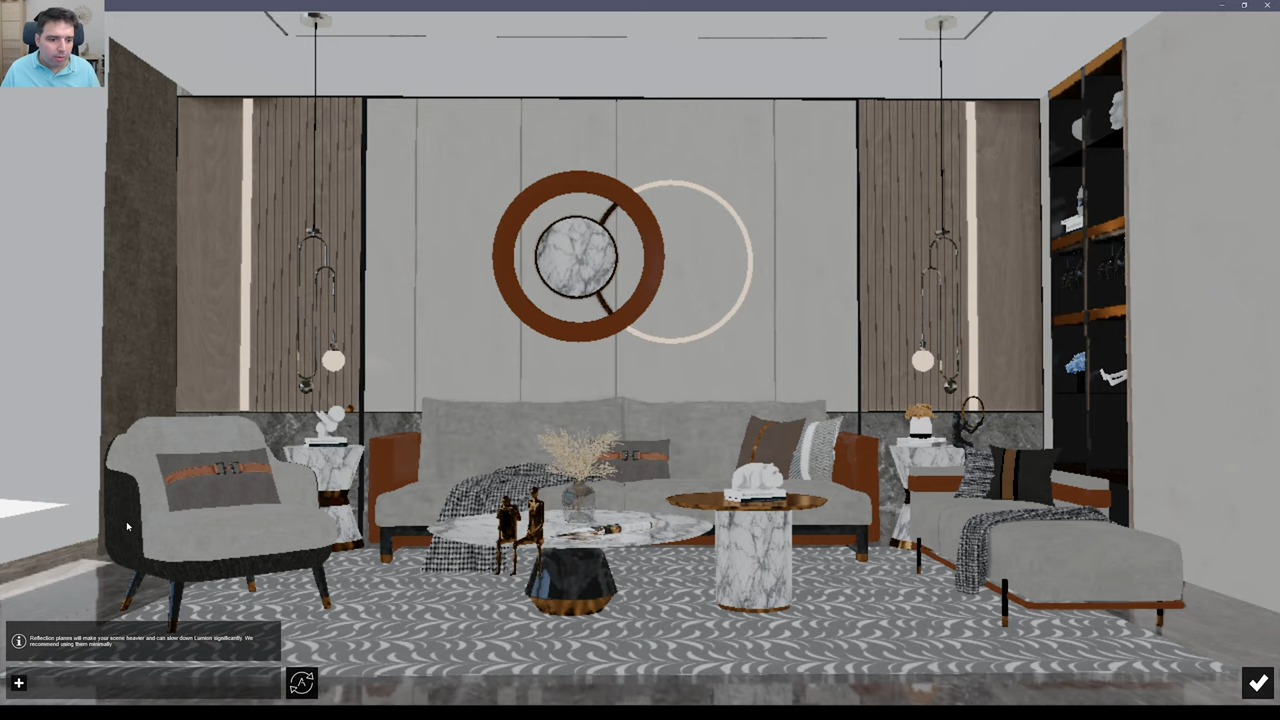 Reflection planes will make your scene heavier and can slow down Lumion significantly. We
recommend using them minimally
A